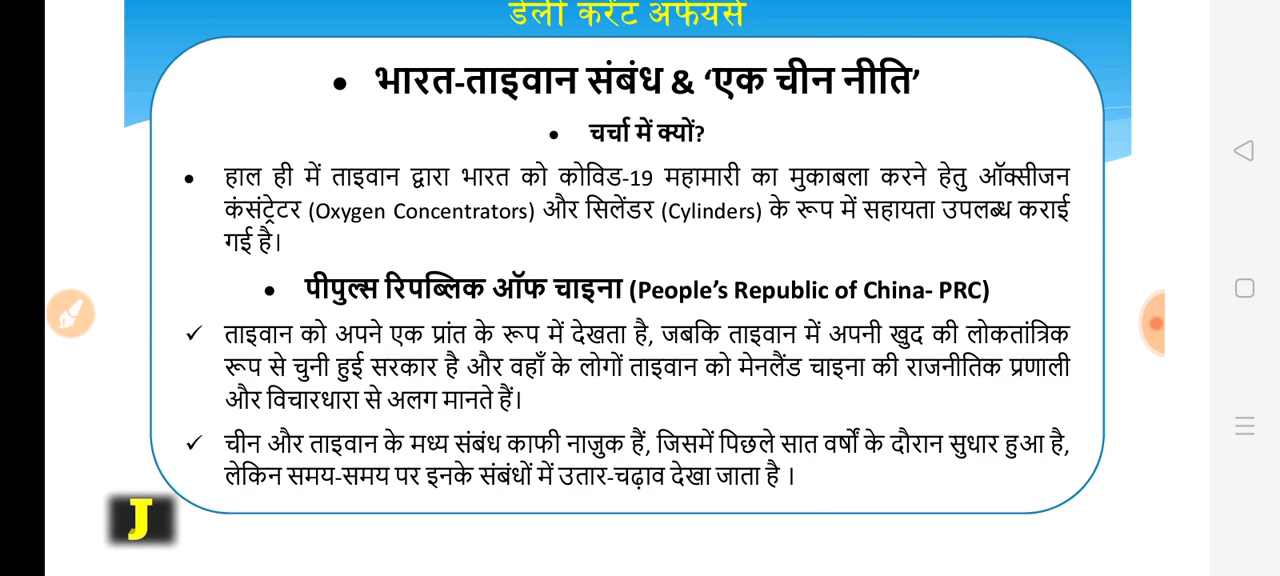 डेली करेंट अफेयर्स
• भारत-ताइवान संबंध & ‘एक चीन नीति’
• चर्चा में क्यों?
• हाल ही में ताइवान द्वारा भारत को कोविड-19 महामारी का मुकाबला करने हेतु ऑक्सीजन
कंसंट्रेटर (Oxygen Concentrators) और सिलेंडर (Cylinders) के रूप में सहायता उपलब्ध कराई
गई है।
• पीपुल्स रिपब्लिक ऑफ चाइना (People’s Republic of China- PRC)
✓ ताइवान को अपने एक प्रांत के रूप में देखता है, जबकि ताइवान में अपनी खुद की लोकतांत्रिक
रूप से चुनी हुई सरकार है और वहाँ के लोगों ताइवान को मेनलैंड चाइना की राजनीतिक प्रणाली
और विचारधारा से अलग मानते हैं।
✓ चीन और ताइवान के मध्य संबंध काफी नाजुक हैं, जिसमें पिछले सात वर्षों के दौरान सुधार हुआ है,
लेकिन समय-समय पर इनके संबंधों में उतार-चढ़ाव देखा जाता है ।
J